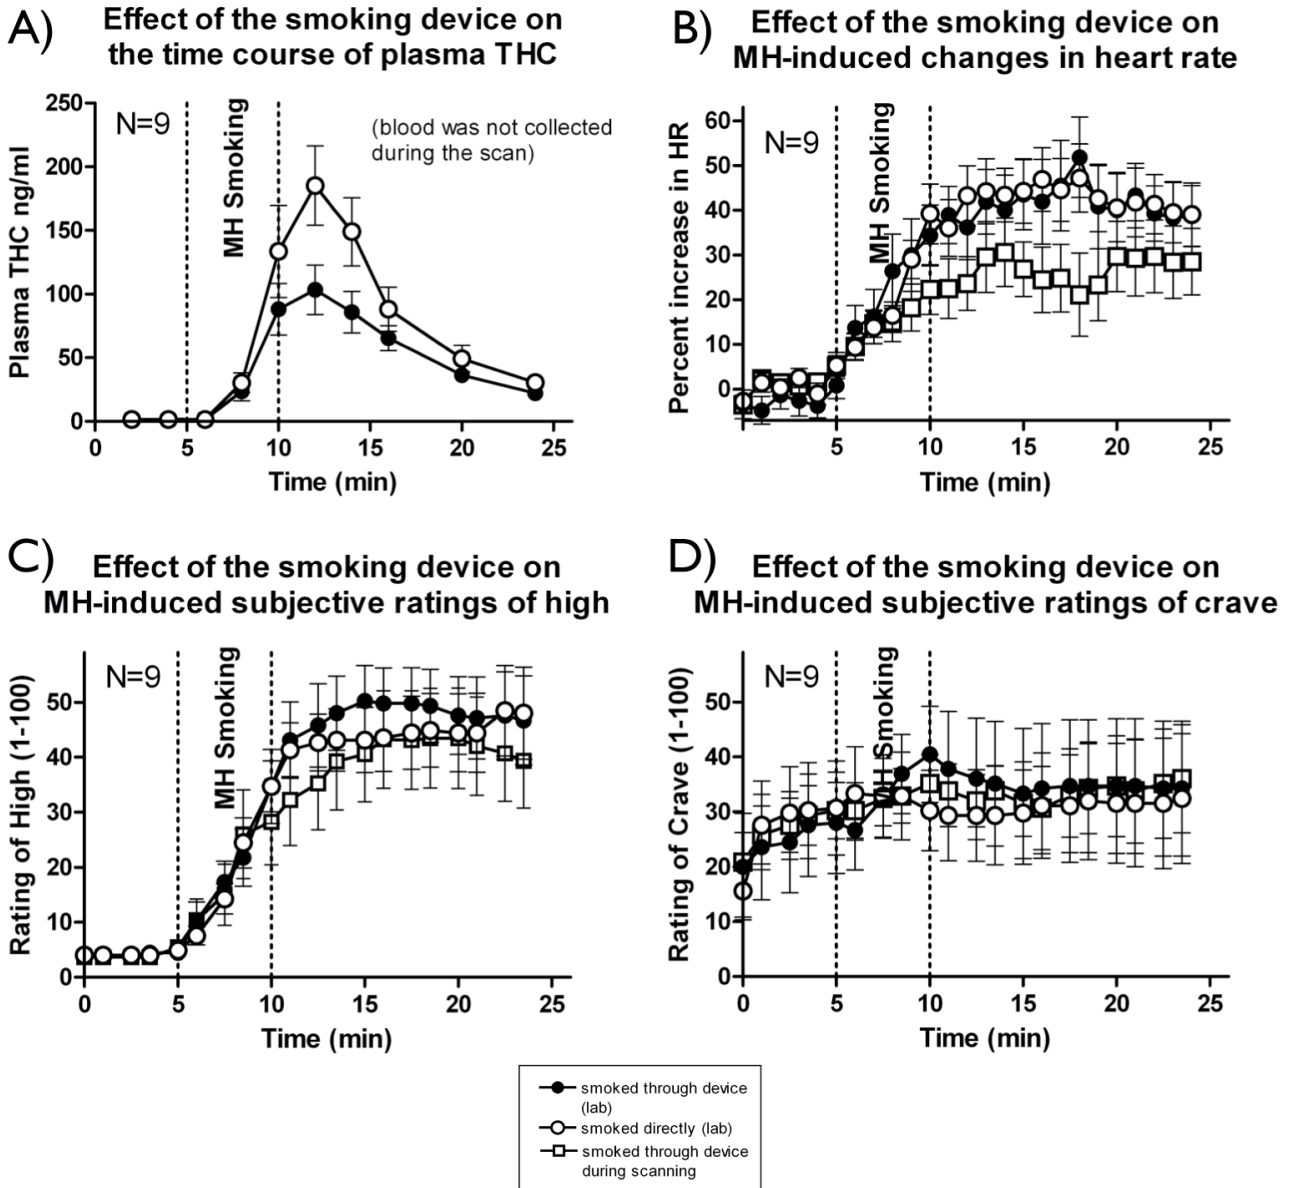 A)
Effect of the smoking device on
the time course of plasma THC
250
200
150
100
50
0
Plasma THC ng/ml
N=9
MH Smoking
(blood was not collected
during the scan)
0 5 10 15 20 25
Time (min)
B)
Effect of the smoking device on
MH-induced changes in heart rate
60
50
40
30
20
10
0
Percent increase in HR
N=9
MH Smoking
5 10 15 20 25
Time (min)
C)
Effect of the smoking device on
MH-induced subjective ratings of high
50
40
30
20
10
0
Rating of High (1-100)
N=9
MH Smoking
0 5 10 15 20 25
Time (min)
D)
Effect of the smoking device on
MH-induced subjective ratings of crave
50
40
30
20
10
0
Rating of Crave (1-100)
N=9
MH Smoking
0 5 10 15 20 25
Time (min)
smoked through device
(lab)
smoked directly (lab)
smoked through device
during scanning